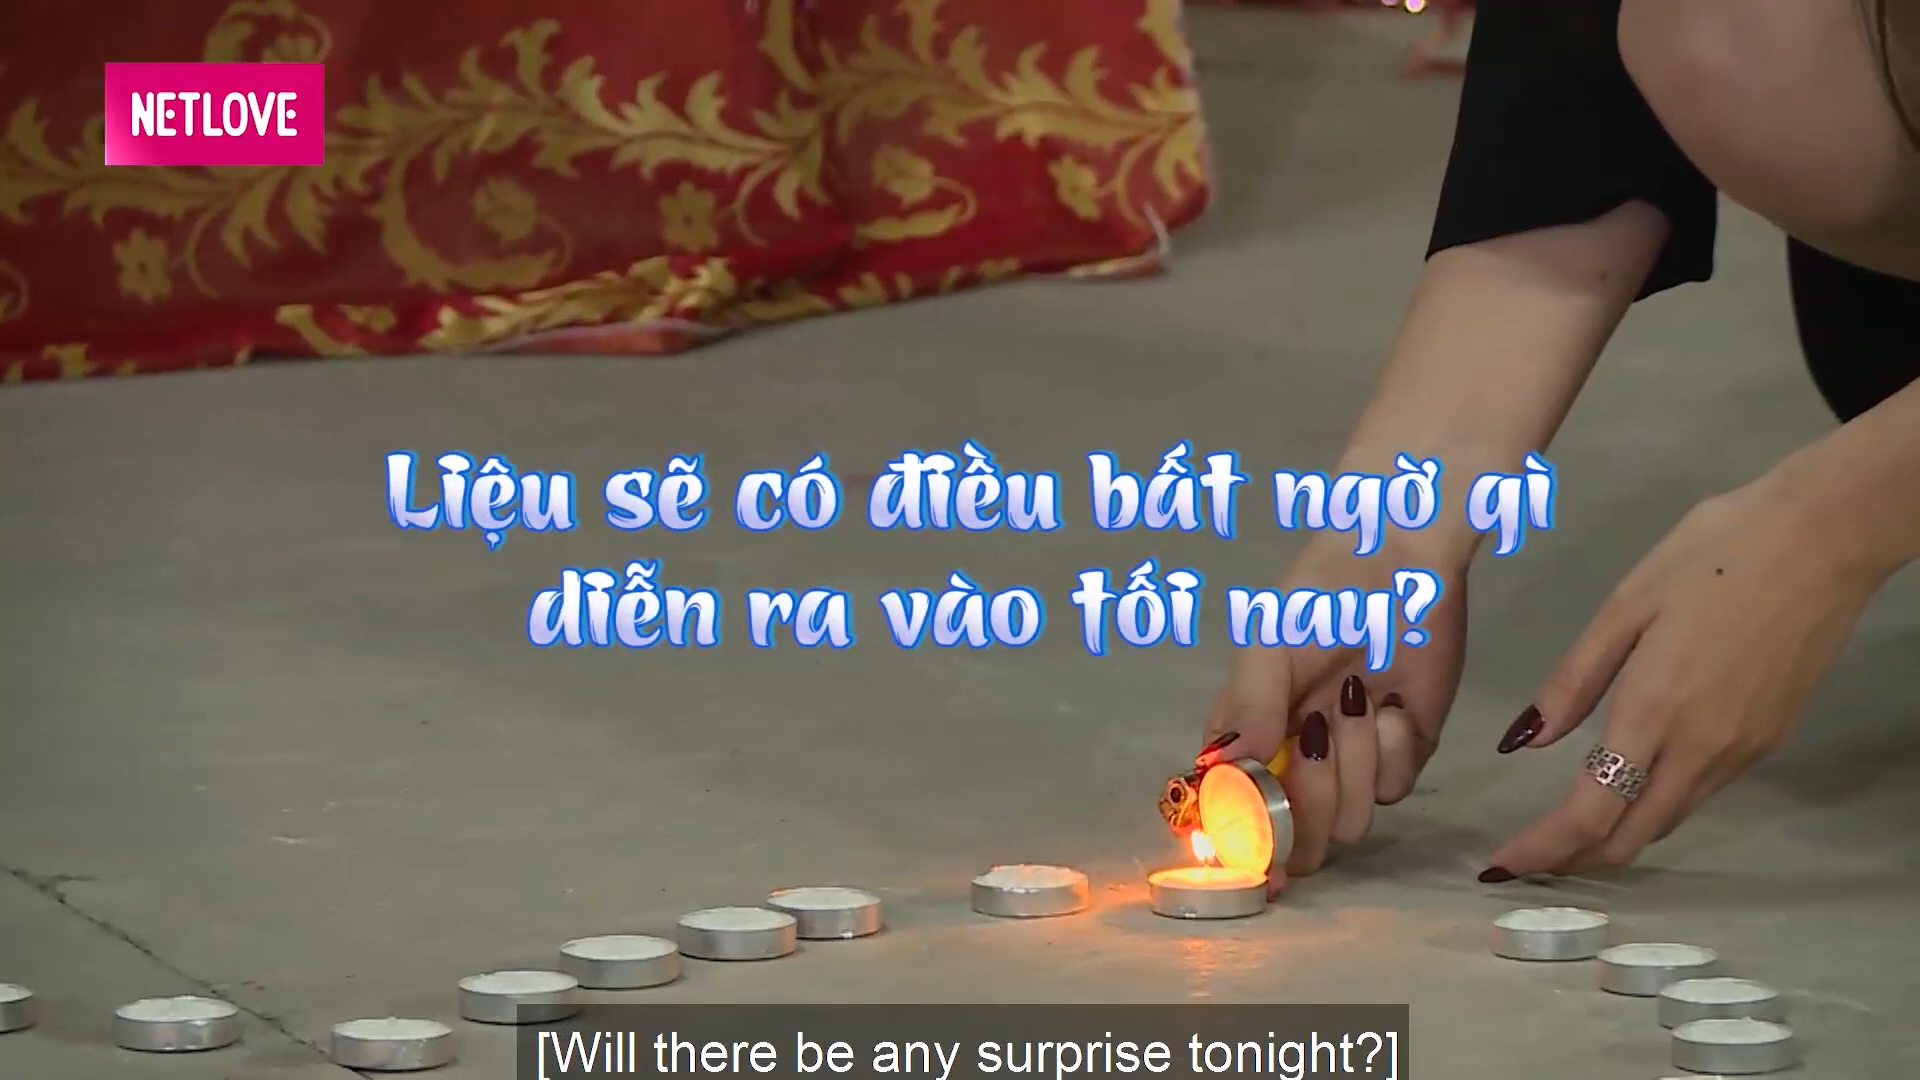 NETLOVE
Liệu sẽ có điều bất ngờ gì
diễn ra vào tối nay?
[Will there be any surprise tonight?]